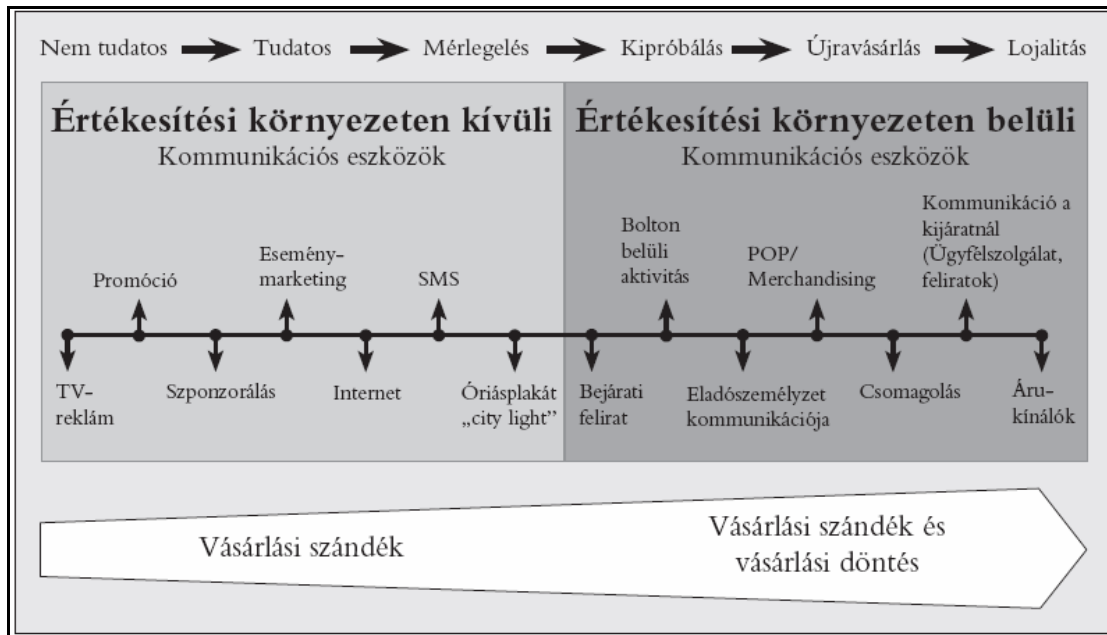 Nem tudatos Tudatos Mérlegelés Kipróbálás Újravásárlás Lojalitás
Értékesítési környezeten kívüli
Kommunikációs eszközök
Promóció
Esemény-
marketing
SMS
TV-
reklám
Szponzorálás
Internet
Óriásplakát
„city light”
Értékesítési környezeten belüli
Kommunikációs eszközök
Bolton
belüli
aktivitás
POP/
Merchandising
Kommunikáció a
kijáratnál
(Ügyfélszolgálat,
feliratok)
Bejárati
felirat
Eladószemélyzet
kommunikációja
Csomagolás
Áru-
kínálók
Vásárlási szándék
Vásárlási szándék és
vásárlási döntés